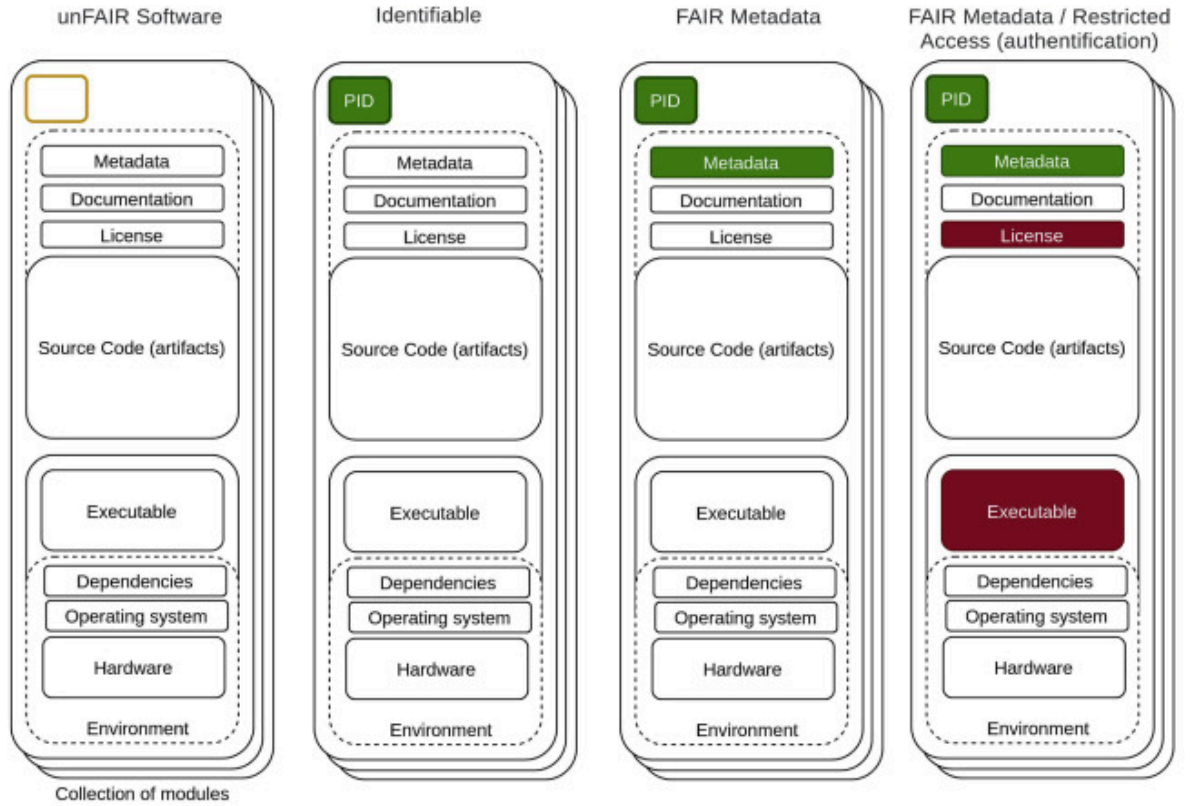 unFAIR Software
Identifiable
FAIR Metadata
FAIR Metadata / Restricted
Access (authentification)
Metadata
Documentation
License
Source Code (artifacts)
Executable
Dependencies
Operating system
Hardware
Environment
Collection of modules
PID
Metadata
Documentation
License
Source Code (artifacts)
Executable
Dependencies
Operating system
Hardware
Environment
PID
Metadata
Documentation
License
Source Code (artifacts)
Executable
Dependencies
Operating system
Hardware
Environment
PID
Metadata
Documentation
License
Source Code (artifacts)
Executable
Dependencies
Operating system
Hardware
Environment